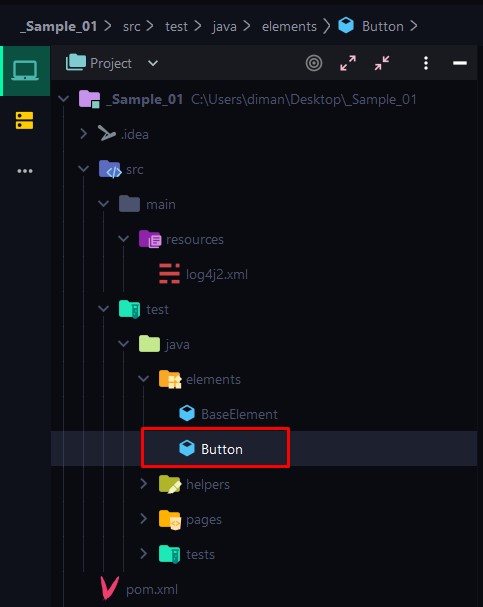 _Sample_01 > src > test > java > elements > Button >
Project
_Sample_01 C:\Users\diman\Desktop\_Sample_01
.idea
src
main
resources
log4j2.xml
test
java
elements
BaseElement
Button
helpers
pages
tests
pom.xml